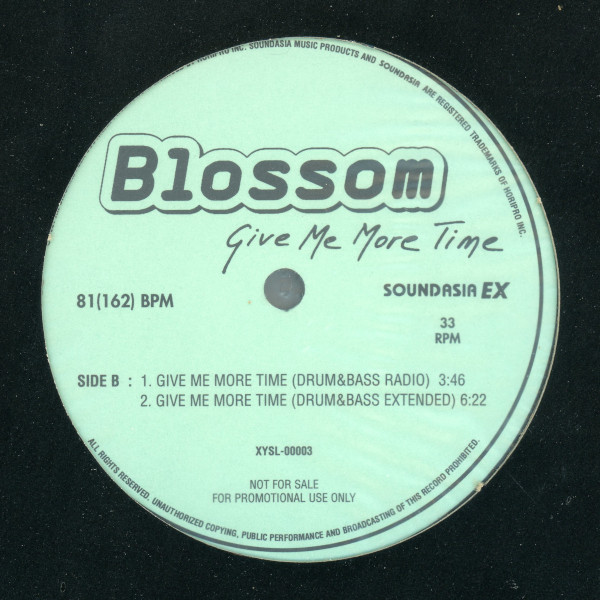 BY HORIPRO INC. SOUNDASIA MUSIC PRODUCTS AND SOUNDASIA ARE REGISTERED TRADEMARKS OF HORIPRO INC.
Blossom
Give Me More Time
81(162) BPM
SOUNDASIA EX
33
RPM
SIDE B : 1. GIVE ME MORE TIME (DRUM&BASS RADIO) 3:46
2. GIVE ME MORE TIME (DRUM&BASS EXTENDED) 6:22
XYSL-00003
NOT FOR SALE
FOR PROMOTIONAL USE ONLY
ALL RIGHTS RESERVED. UNAUTHORIZED COPYING, PUBLIC PERFORMANCE AND BROADCASTING OF THIS RECORD PROHIBITED.